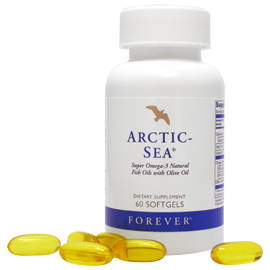 ARCTIC-
SEA®
Super Omega-3 Natural
Fish Oils with Olive Oil
DIETARY SUPPLEMENT
60 SOFTGELS
FOREVER®